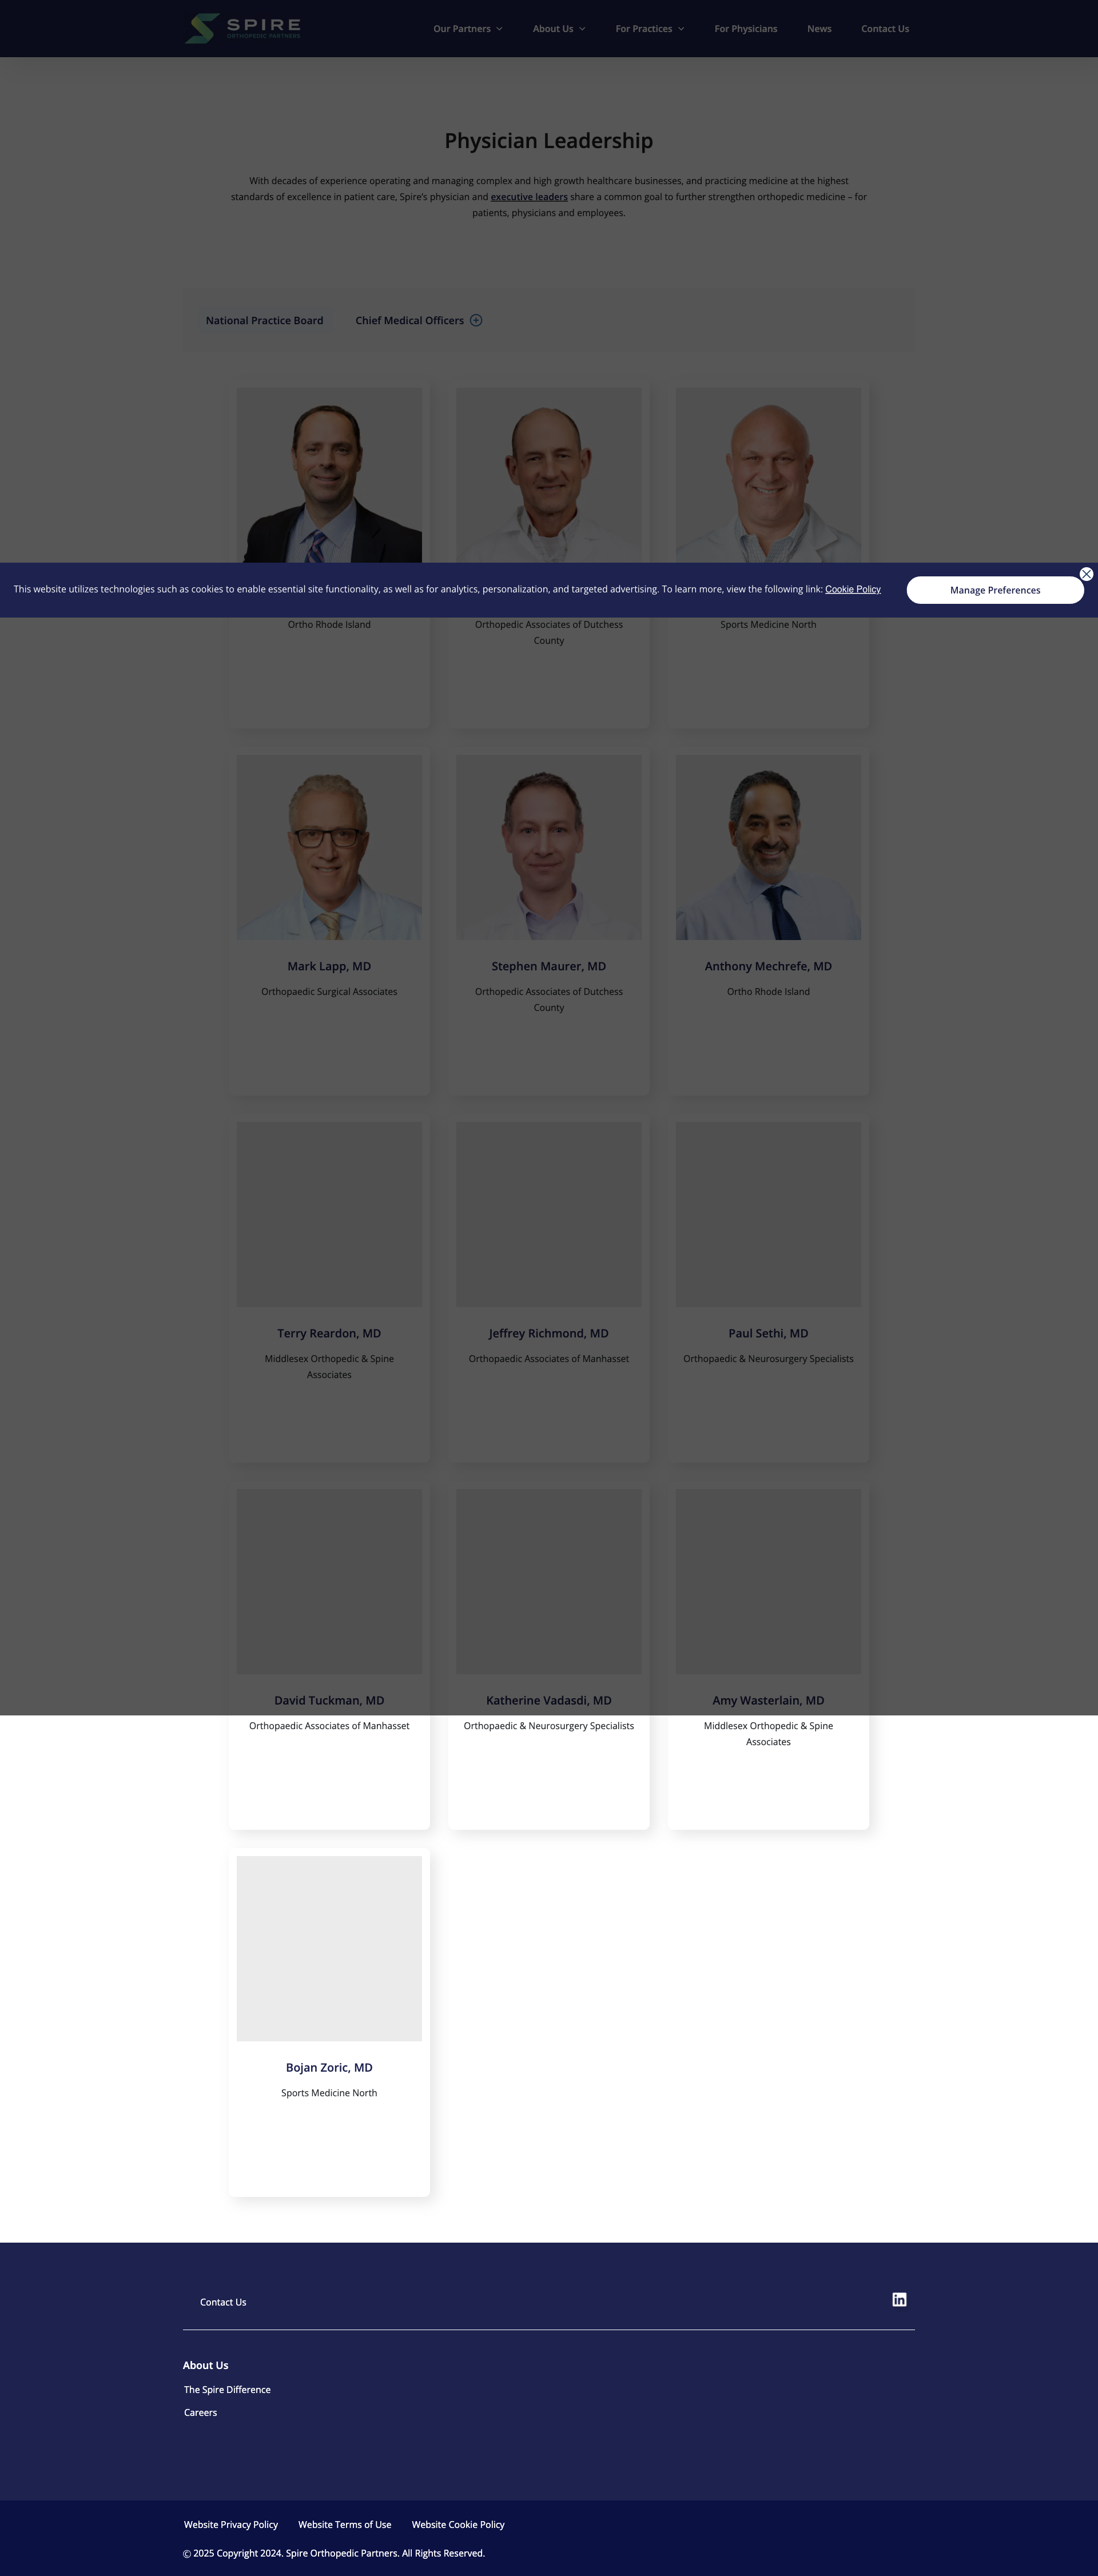 SPIRE
ORTHOPEDIC PARTNERS
Our Partners
About Us
For Practices
For Physicians
News
Contact Us
Physician Leadership
With decades of experience operating and managing complex and high growth healthcare businesses, and practicing medicine at the highest
standards of excellence in patient care, Spire's physician and executive leaders share a common goal to further strengthen orthopedic medicine – for
patients, physicians and employees.
National Practice Board
Chief Medical Officers
This website utilizes technologies such as cookies to enable essential site functionality, as well as for analytics, personalization, and targeted advertising. To learn more, view the following link: Cookie Policy
Manage Preferences
Ortho Rhode Island
Orthopedic Associates of Dutchess
County
Sports Medicine North
Mark Lapp, MD
Orthopaedic Surgical Associates
Stephen Maurer, MD
Orthopedic Associates of Dutchess
County
Anthony Mechrefe, MD
Ortho Rhode Island
Terry Reardon, MD
Middlesex Orthopedic & Spine
Associates
Jeffrey Richmond, MD
Orthopaedic Associates of Manhasset
Paul Sethi, MD
Orthopaedic & Neurosurgery Specialists
David Tuckman, MD
Orthopaedic Associates of Manhasset
Katherine Vadasdi, MD
Orthopaedic & Neurosurgery Specialists
Amy Wasterlain, MD
Middlesex Orthopedic & Spine
Associates
Bojan Zoric, MD
Sports Medicine North
Contact Us
About Us
The Spire Difference
Careers
Website Privacy Policy
Website Terms of Use
Website Cookie Policy
© 2025 Copyright 2024. Spire Orthopedic Partners. All Rights Reserved.